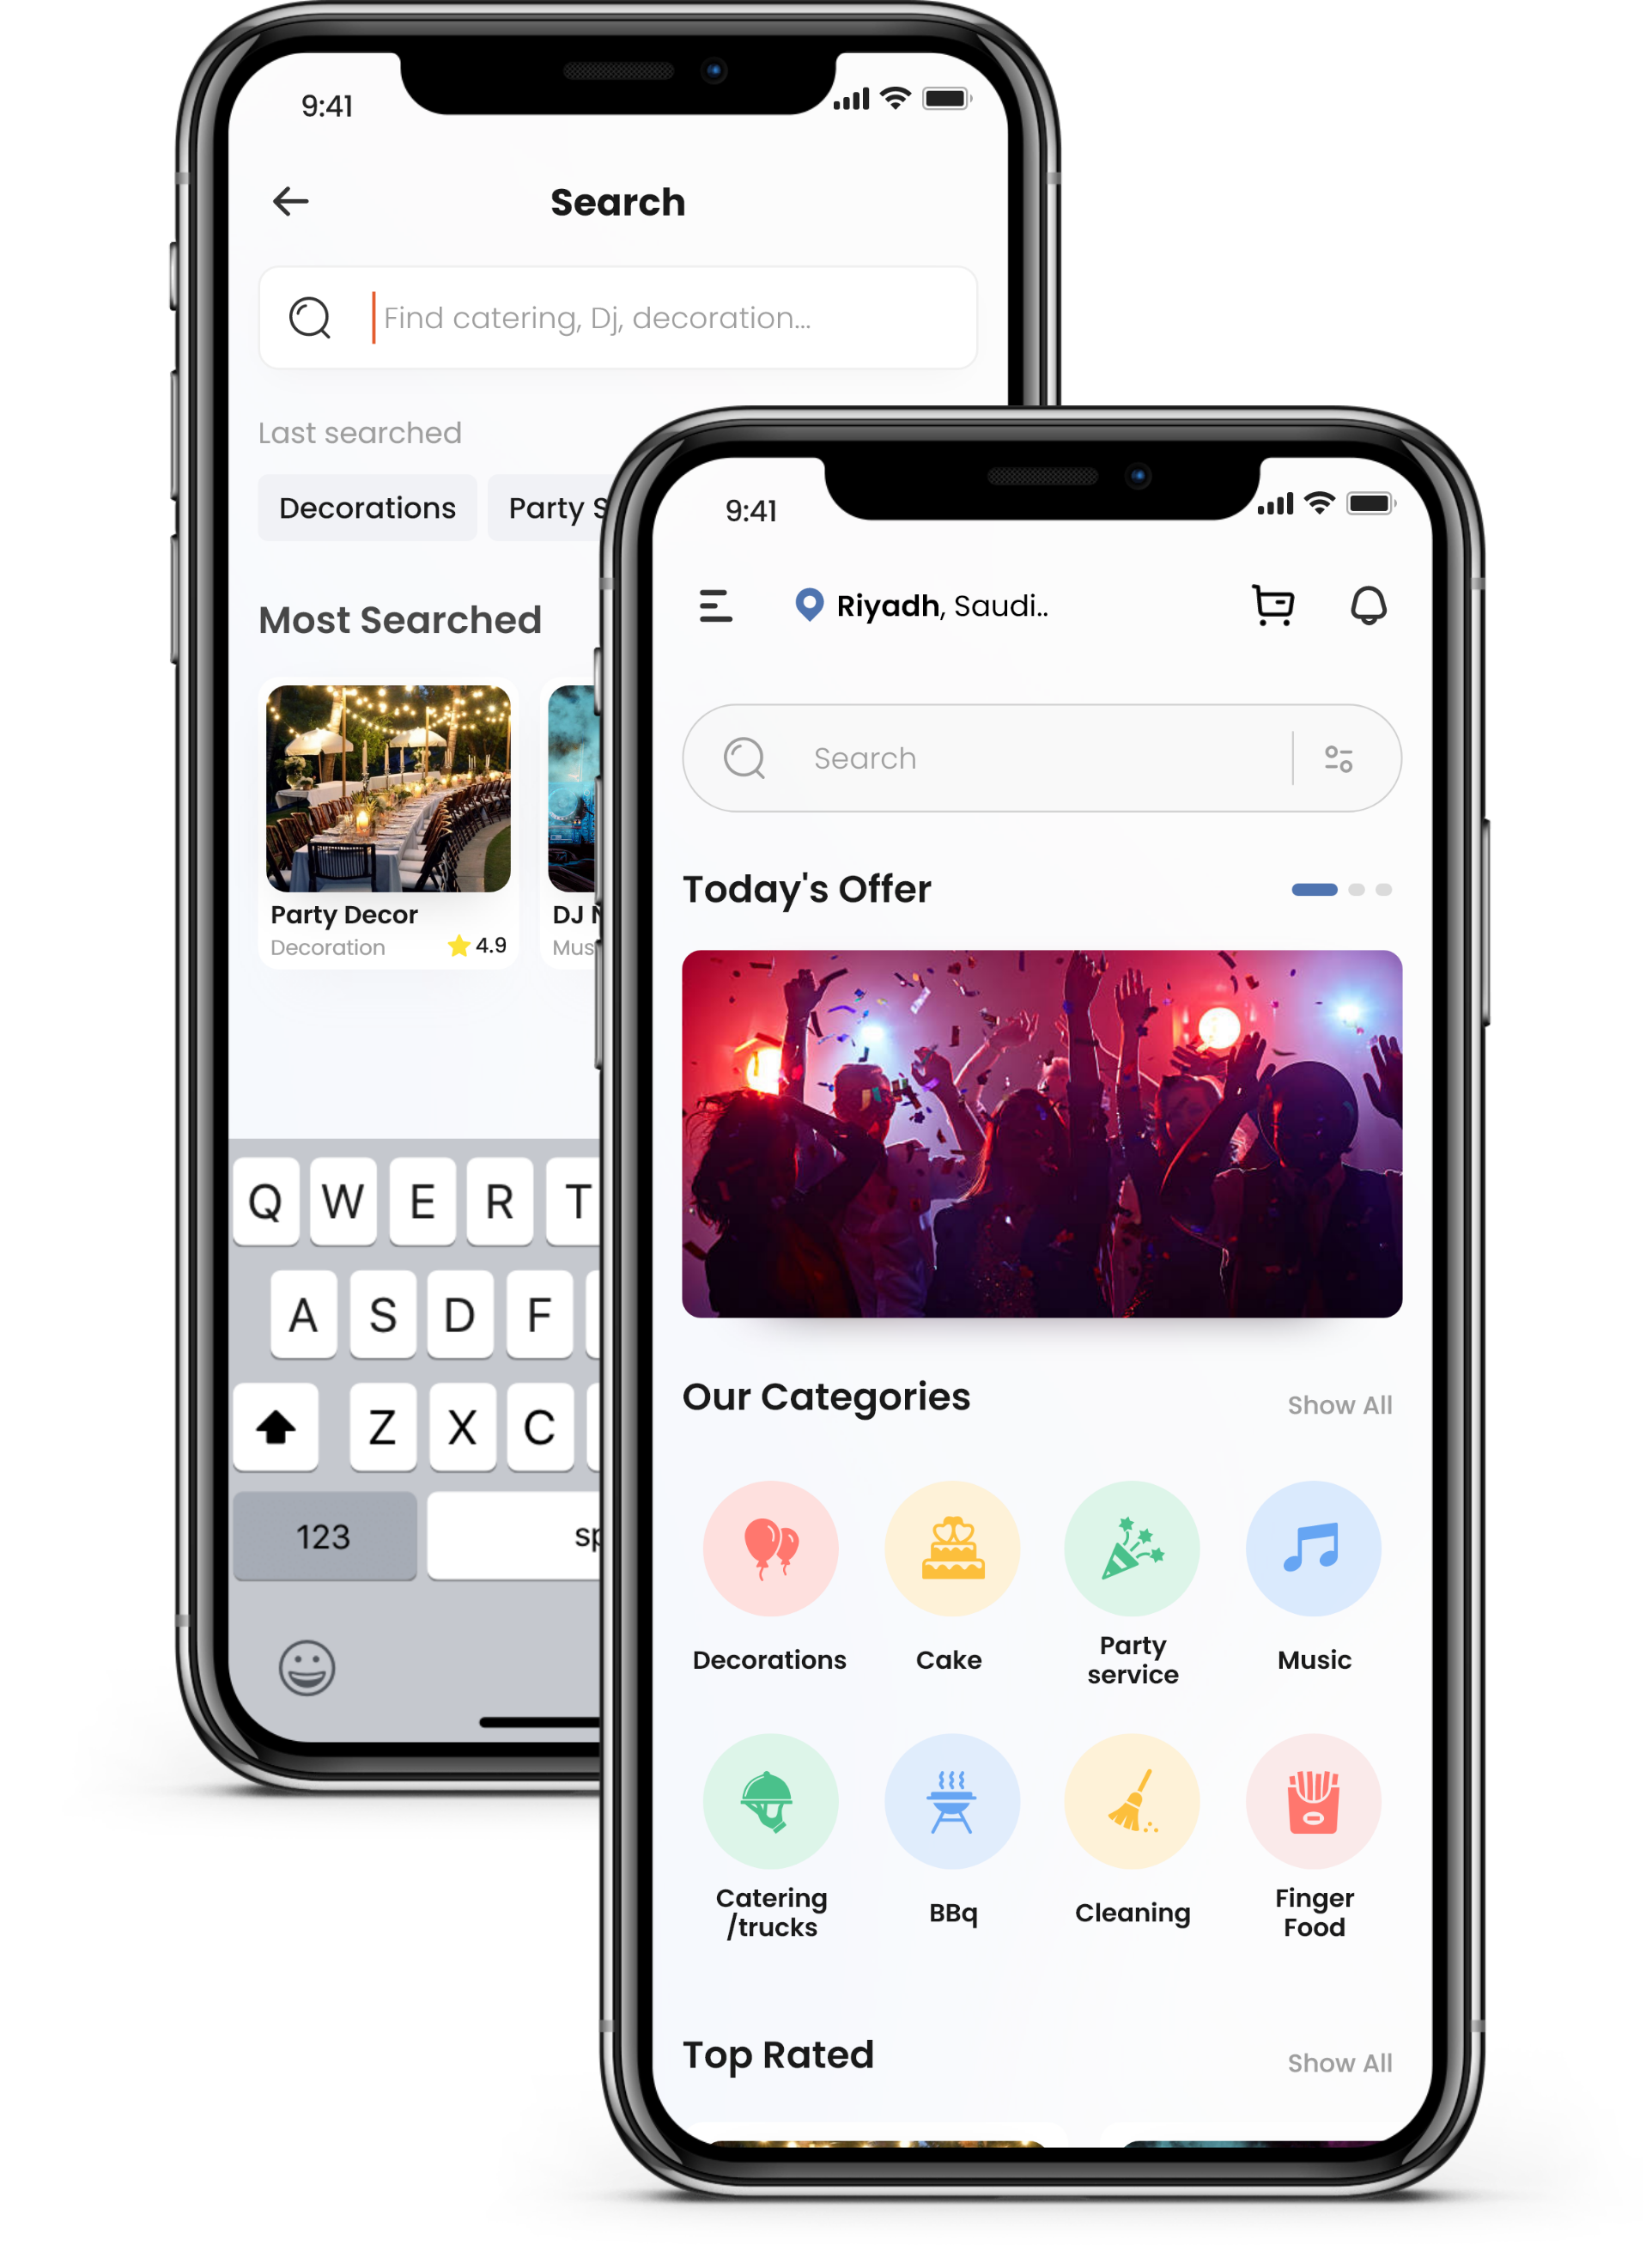 9:41
Search
Find catering, Dj, decoration...
Last searched
Decorations
Party
Most Searched
Party Decor
Decoration
4.9
DJ
Q W E R T
A S D F
Z X C
123
9:41
Riyadh, Saudi..
Search
Today's Offer
Our Categories
Show All
Decorations
Cake
Party
service
Music
Catering
/trucks
BBq
Cleaning
Finger
Food
Top Rated
Show All